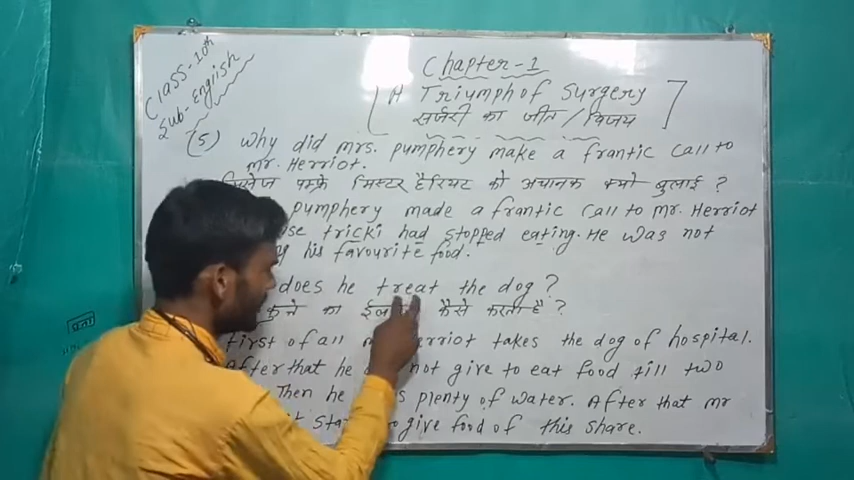 Class-10th
Sub-English
Chapter-1
[A Triumph of Surgery]
सर्जरी का जीत / विजय
(5) Why did mrs. pumphery make a frantic call to
mr. Herriot.
मिसेज पम्फ्रे मिस्टर हैरियट को अचानक क्यो बुलाई ?
pumphery made a frantic call to mr. Herriot
tricki had stopped eating. He was not
his favourite food.
does he treat the dog ?
कुत्ते का कैसे करता है ?
first of all takes the dog of hospital.
After that he not give to eat food till two
Then he plenty of water. After that mr
give food of this share.